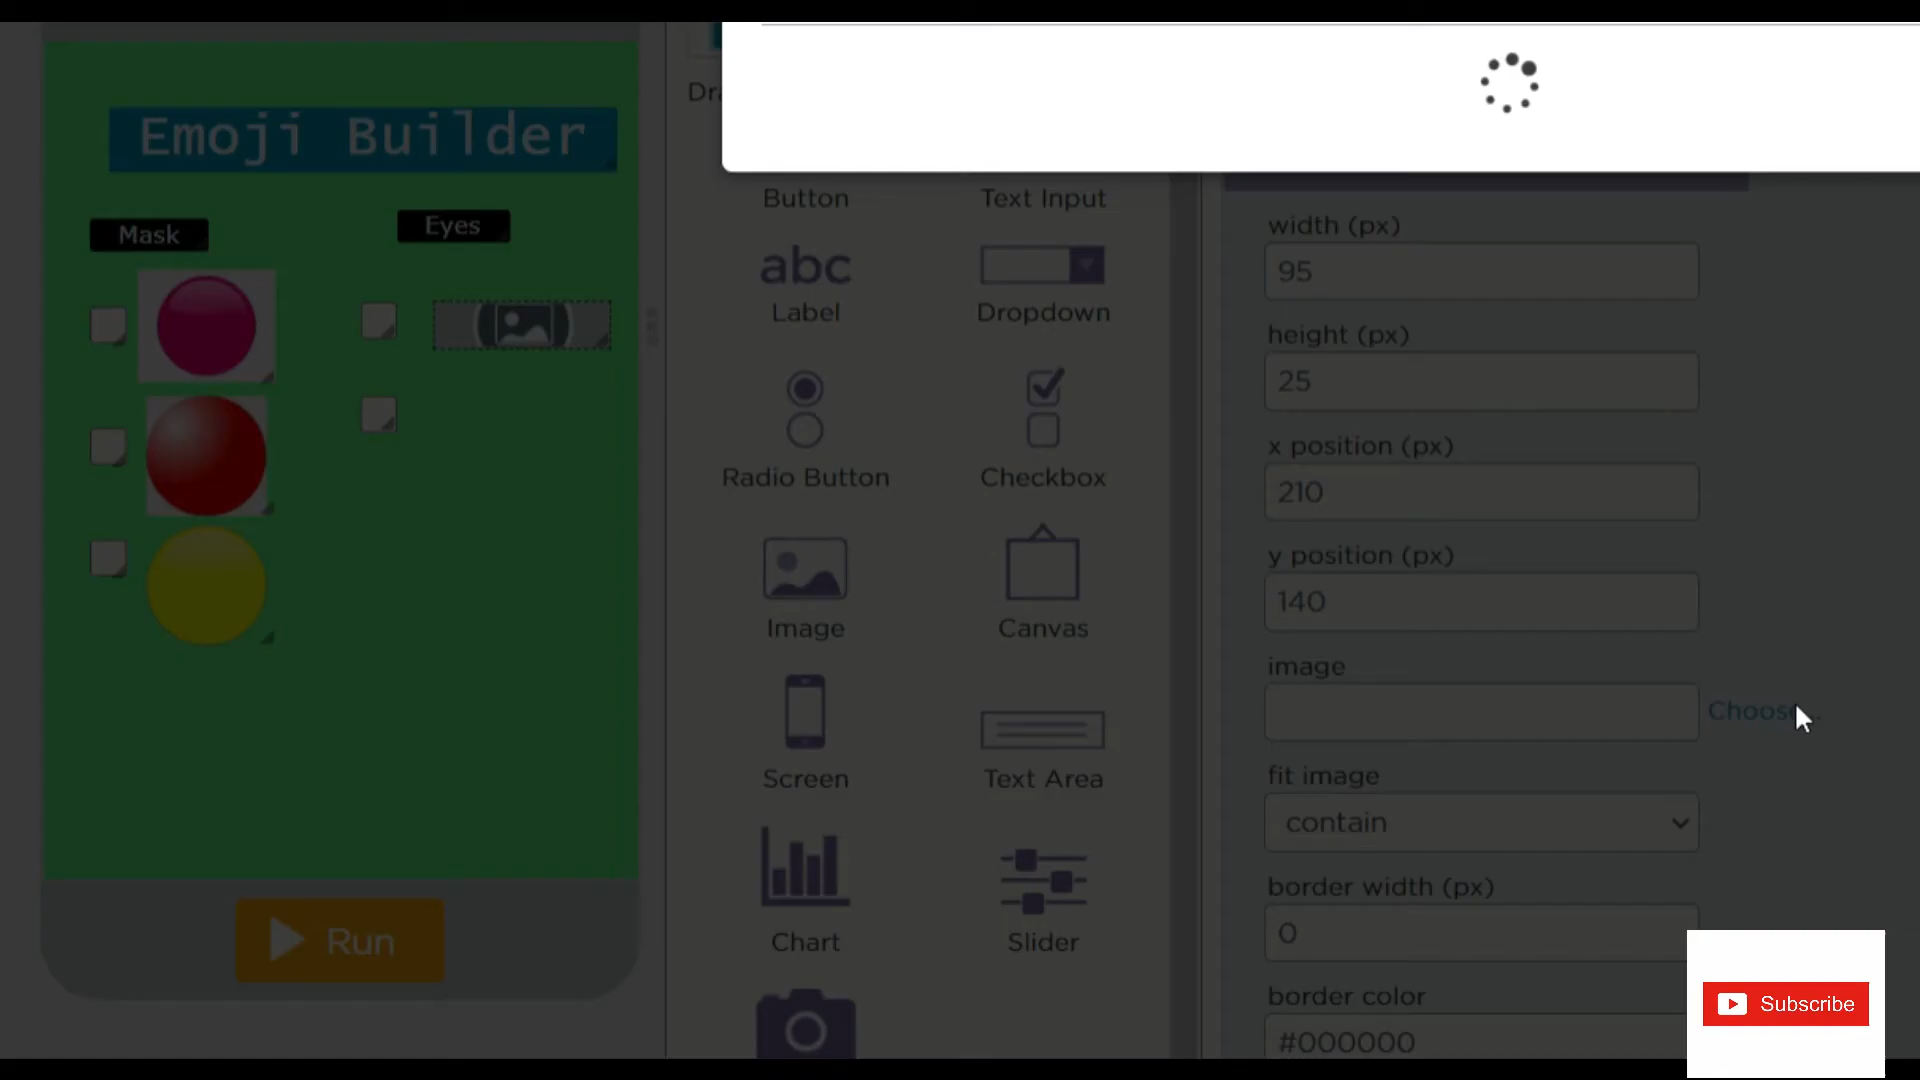 Emoji Builder
Mask
Eyes
Run
Button
Text Input
abc
Label
Dropdown
Radio Button
Checkbox
Image
Canvas
Screen
Text Area
Chart
Slider
width (px)
95
height (px)
25
x position (px)
210
y position (px)
140
image
Choose
fit image
contain
border width (px)
0
border color
#000000
Subscribe